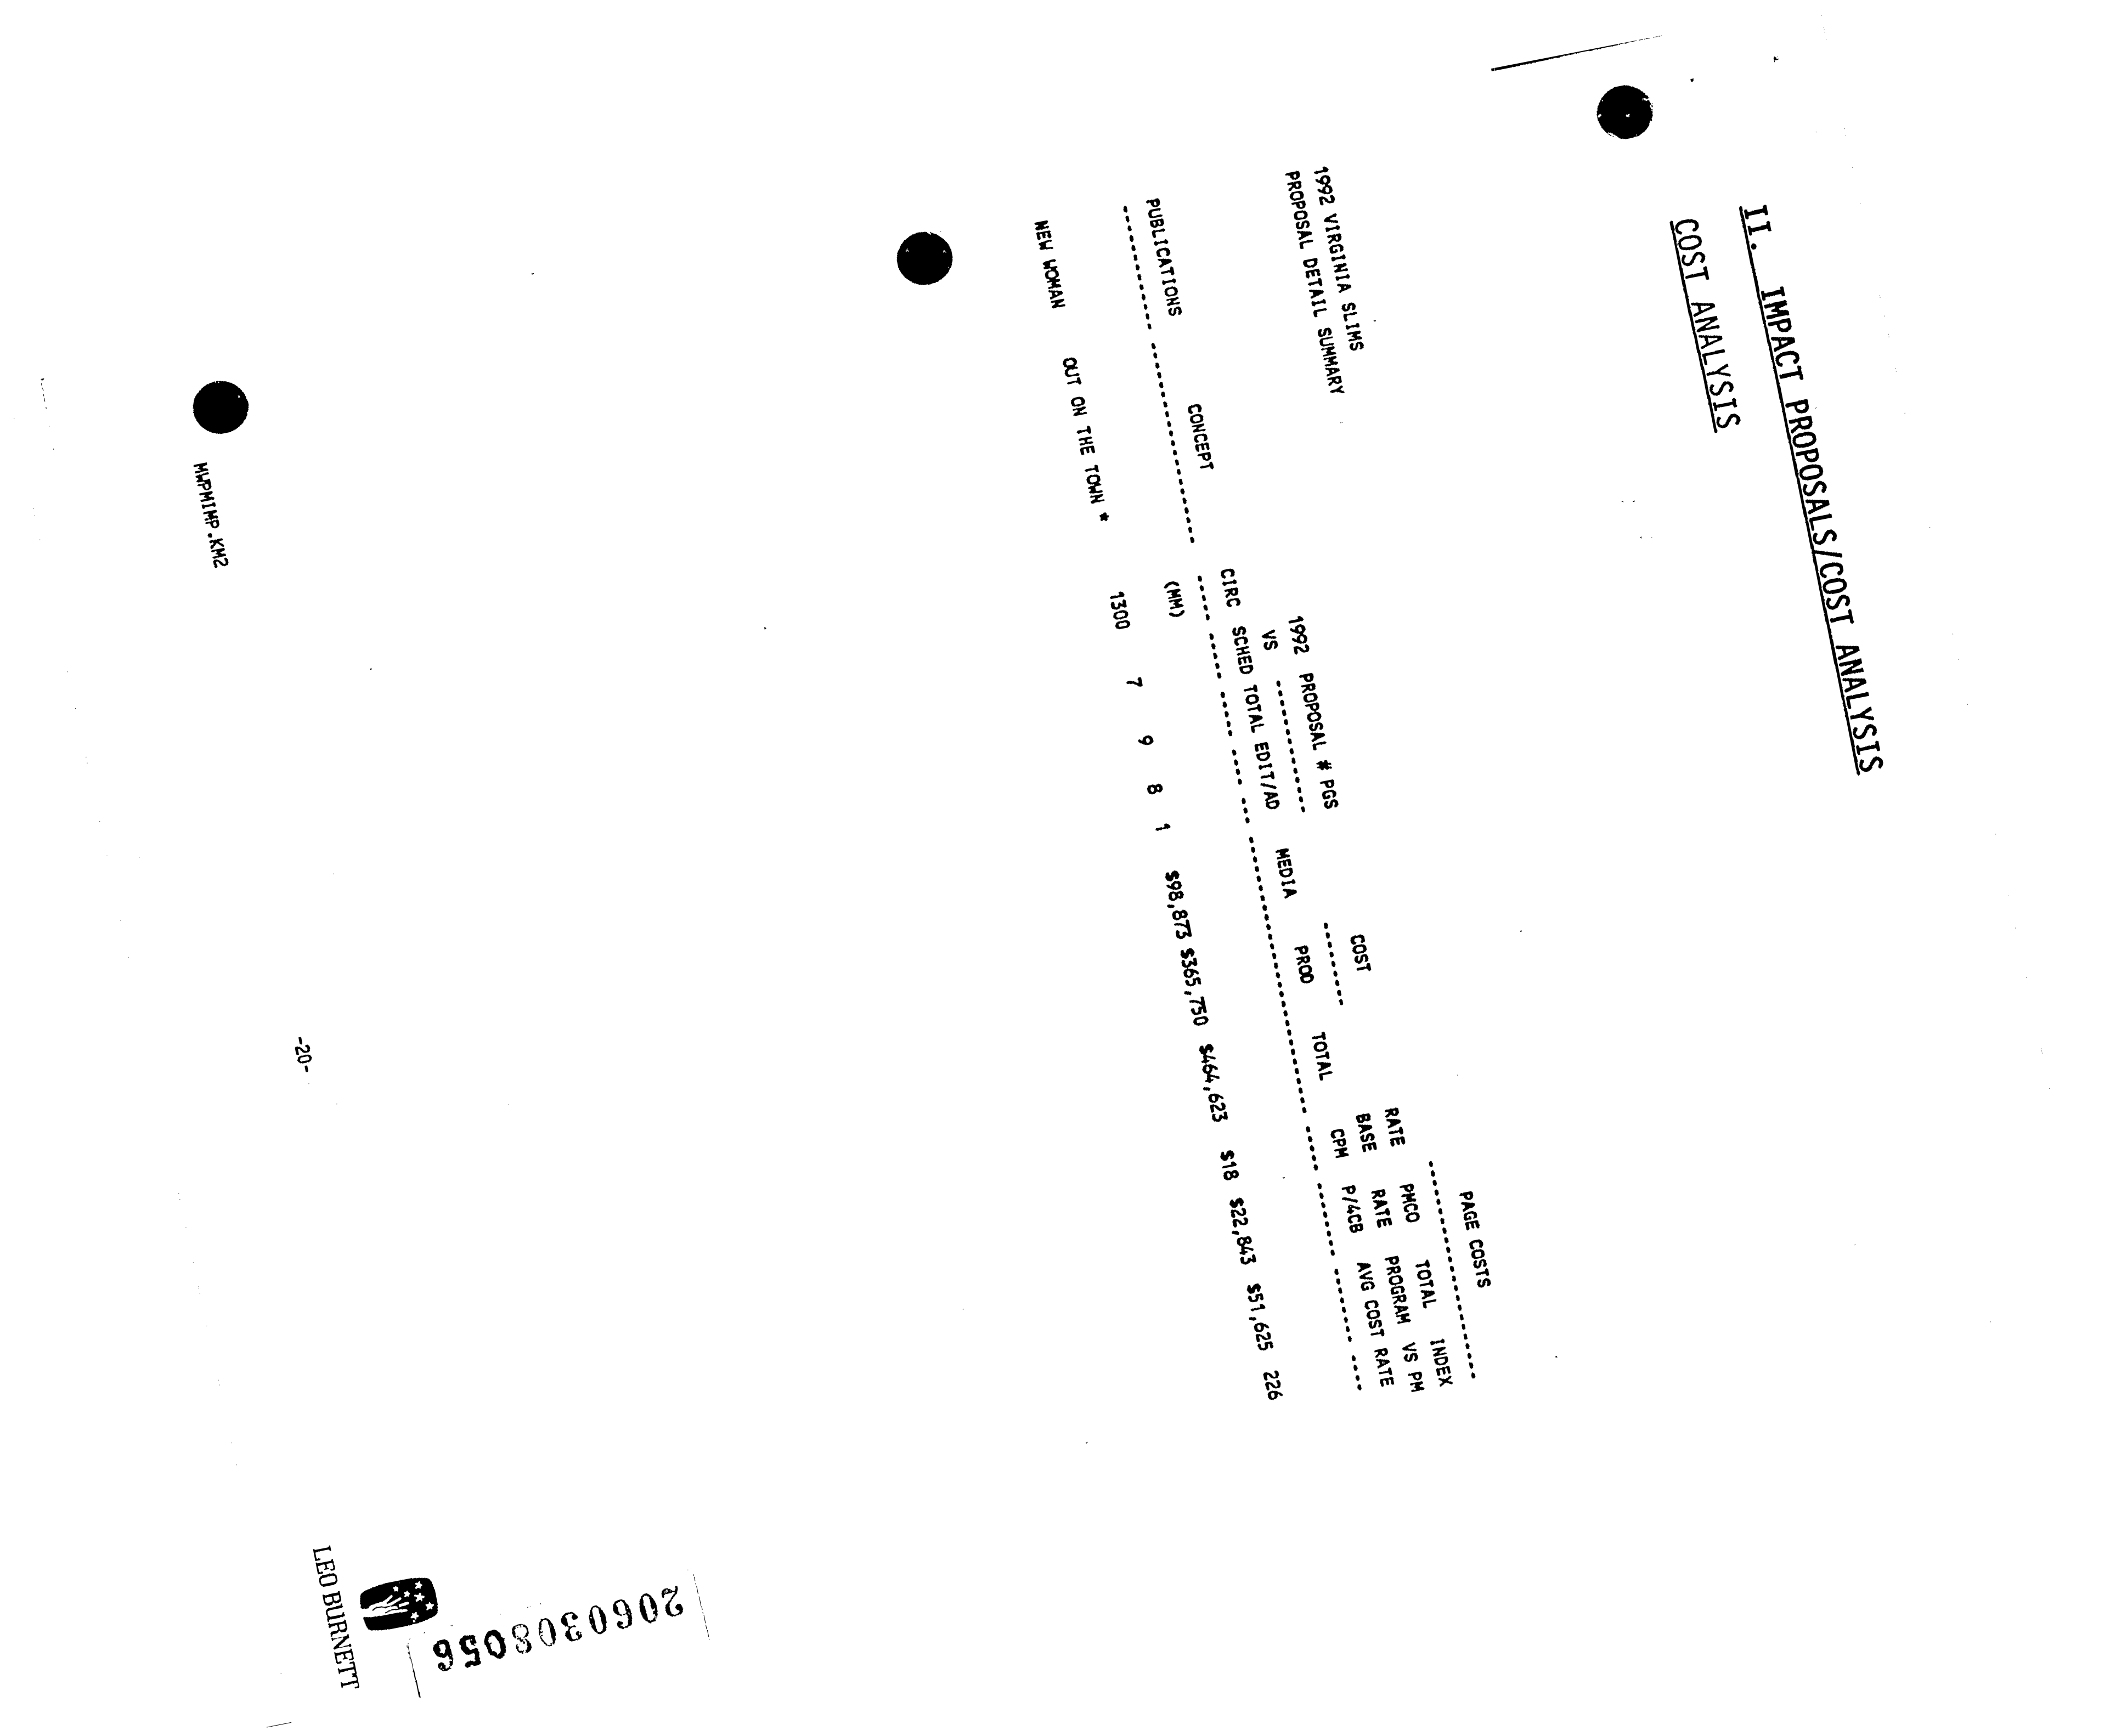 II. IMPACT PROPOSALS/COST ANALYSIS
COST ANALYSIS
1992 VIRGINIA SLIMS
PROPOSAL DETAIL SUMMARY
PAGE COSTS
RATE PMCO TOTAL INDEX
1992 PROPOSAL # PGS COST BASE RATE PROGRAM VS PM
VS MEDIA PROD TOTAL CPM P/4CB AVG COST RATE
CIRC SCHED TOTAL EDIT/AD
PUBLICATIONS CONCEPT (MM)
NEW WOMAN OUT ON THE TOWN * 1300 7 9 8 1 $98,873 $365,750 $464,623 $18 $22,843 $51,625 226
-20-
MWPMIMP.KM2
LEO BURNETT
2060308056